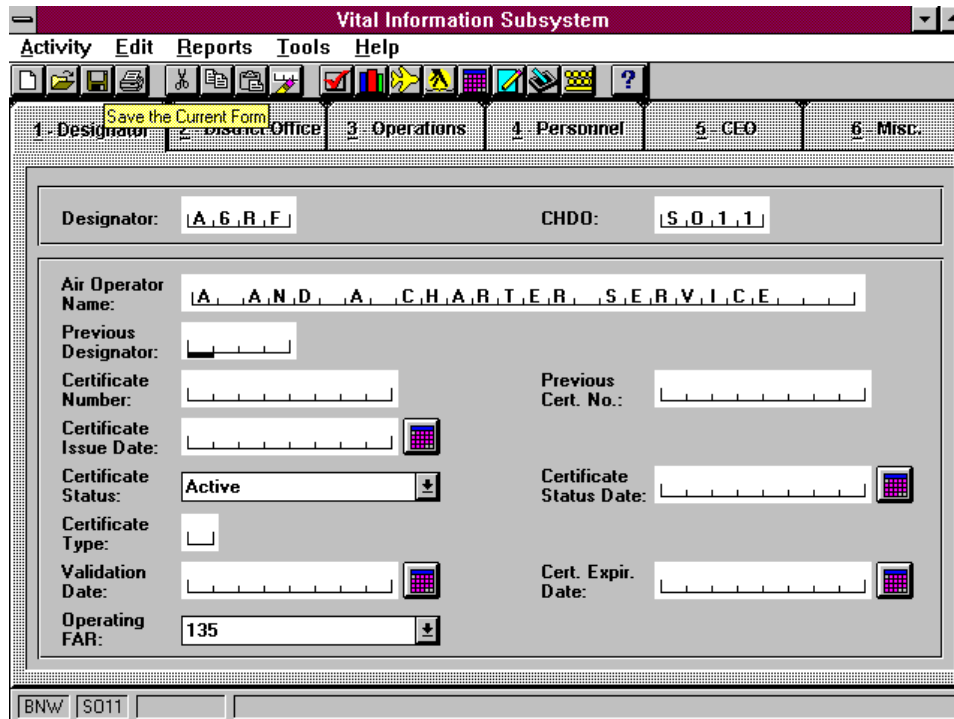 Vital Information Subsystem
Activity Edit Reports Tools Help
?
Save the Current Form
1 - Designator 2 - District Office 3 - Operations 4 - Personnel 5 - CEO 6 - Misc.
Designator: A6RF CHDO: SO11
Air Operator
Name: A AND A CHARTER SERVICE
Previous
Designator:
Certificate
Number:
Previous
Cert. No.:
Certificate
Issue Date:
Certificate
Status: Active
Certificate
Status Date:
Certificate
Type:
Validation
Date:
Cert. Expir.
Date:
Operating
FAR: 135
BNW SO11